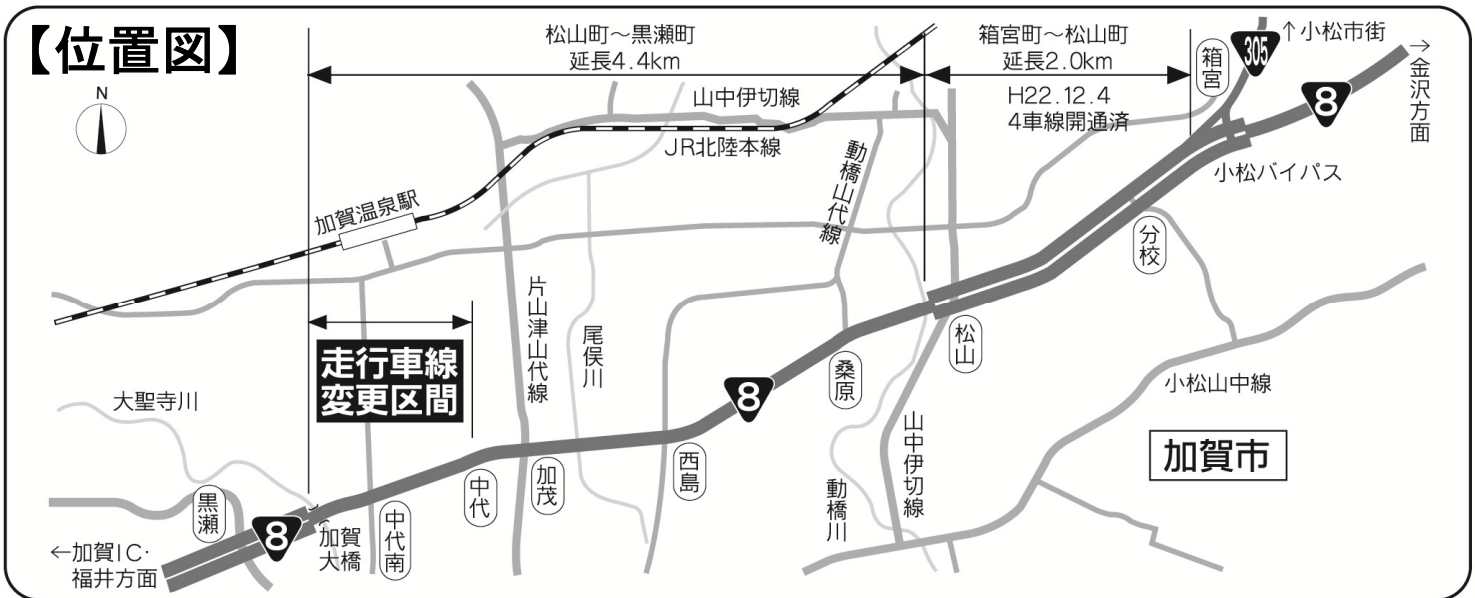 【位置図】
N
松山町～黒瀬町
延長4.4km
箱宮町～松山町
延長2.0km
H22.12.4
4車線開通済
箱宮
305
↑小松市街
8
→金沢方面
山中伊切線
JR北陸本線
動橋山代線
小松バイパス
加賀温泉駅
分校
走行車線
変更区間
片山津山代線
尾俣川
松山
桑原
8
小松山中線
大聖寺川
加賀市
山中伊切線
動橋川
西島
加茂
中代
中代南
黒瀬
8
加賀
大橋
←加賀IC・
福井方面